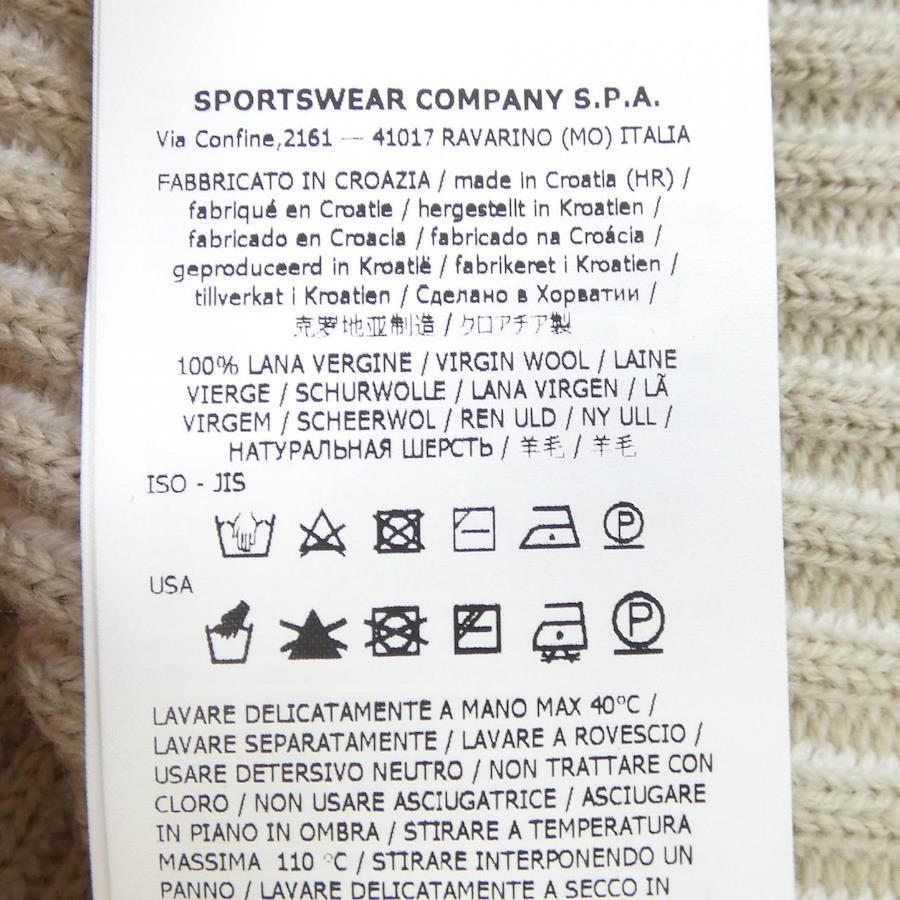 SPORTSWEAR COMPANY S.P.A.
Via Confine,2161 — 41017 RAVARINO (MO) ITALIA
FABBRICATO IN CROAZIA / made in Croatia (HR) /
fabriqué en Croatie / hergestellt in Kroatien /
fabricado en Croacia / fabricado na Croácia /
geproduceerd in Kroatië / fabrikeret i Kroatien /
tillverkat i Kroatien / Сделано в Хорватии /
克罗地亚制造 / クロアチア製
100% LANA VERGINE / VIRGIN WOOL / LAINE
VIERGE / SCHURWOLLE / LANA VIRGEN / LÃ
VIRGEM / SCHEERWOL / REN ULD / NY ULL /
НАТУРАЛЬНАЯ ШЕРСТЬ / 羊毛 / 羊毛
ISO - JIS
P
USA
P
LAVARE DELICATAMENTE A MANO MAX 40°C /
LAVARE SEPARATAMENTE / LAVARE A ROVESCIO /
USARE DETERSIVO NEUTRO / NON TRATTARE CON
CLORO / NON USARE ASCIUGATRICE / ASCIUGARE
IN PIANO IN OMBRA / STIRARE A TEMPERATURA
MASSIMA 110 °C / STIRARE INTERPONENDO UN
PANNO / LAVARE DELICATAMENTE A SECCO IN